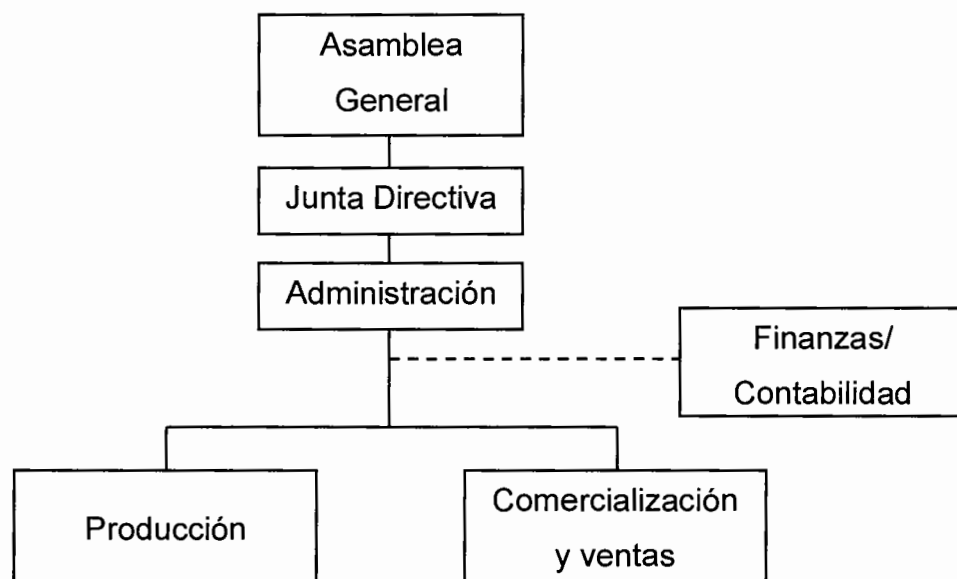 Asamblea
General
Junta Directiva
Administración
Finanzas/
Contabilidad
Producción
Comercialización
y ventas